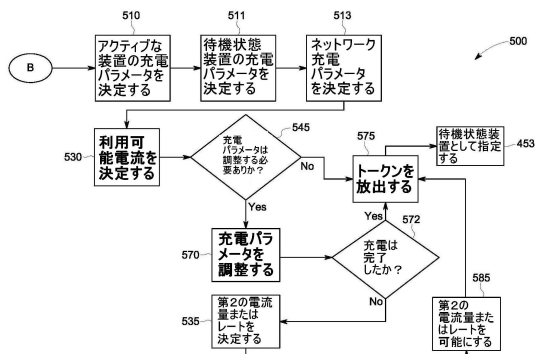 510
511
513
500
B
アクティブな
装置の充電
パラメータを
決定する
待機状態
装置の充電
パラメータを
決定する
ネットワーク
充電
パラメータ
を決定する
545
575
530
利用可
能電流を
決定する
充電
パラメータは
調整する必
要ありか？
No
トークンを
放出する
待機状態装
置として指定
する
453
Yes
Yes
572
570
充電パラ
メータを
調整する
充電は
完了
したか？
No
585
535
第2の電流
量または
レートを
決定する
第2の
電流量また
はレートを
可能にする